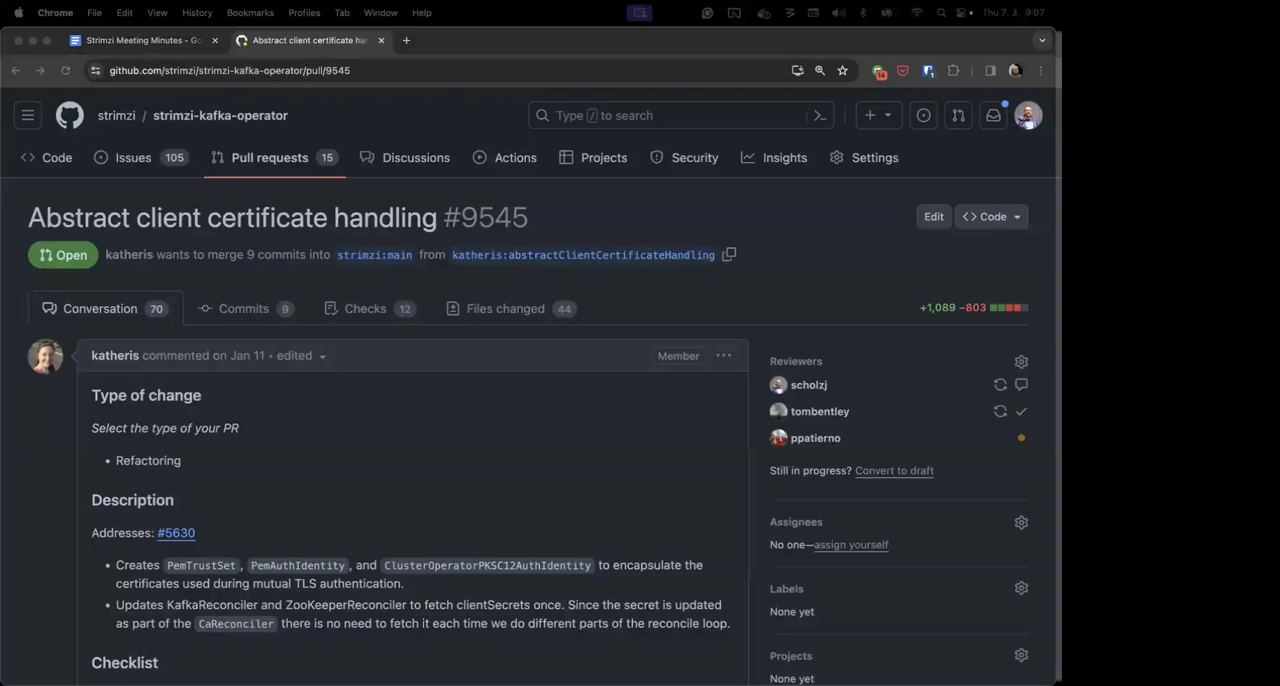 Chrome File Edit View History Bookmarks Profiles Tab Window Help Thu 7. 3. 9:07
Strimzi Meeting Minutes - Go Abstract client certificate han
github.com/strimzi/strimzi-kafka-operator/pull/9545 14 1
strimzi / strimzi-kafka-operator Type / to search
Code Issues 105 Pull requests 15 Discussions Actions Projects Security Insights Settings
Abstract client certificate handling #9545 Edit Code
Open katheris wants to merge 9 commits into strimzi:main from katheris:abstractClientCertificateHandling
Conversation 70 Commits 9 Checks 12 Files changed 44 +1,089 −803
katheris commented on Jan 11 • edited Member
Type of change
Select the type of your PR
• Refactoring
Description
Addresses: #5630
• Creates PemTrustSet, PemAuthIdentity, and ClusterOperatorPKSC12AuthIdentity to encapsulate the
certificates used during mutual TLS authentication.
• Updates KafkaReconciler and ZooKeeperReconciler to fetch clientSecrets once. Since the secret is updated
as part of the CaReconciler there is no need to fetch it each time we do different parts of the reconcile loop.
Checklist
Reviewers
scholzj
tombentley
ppatierno
Still in progress? Convert to draft
Assignees
No one—assign yourself
Labels
None yet
Projects
None yet